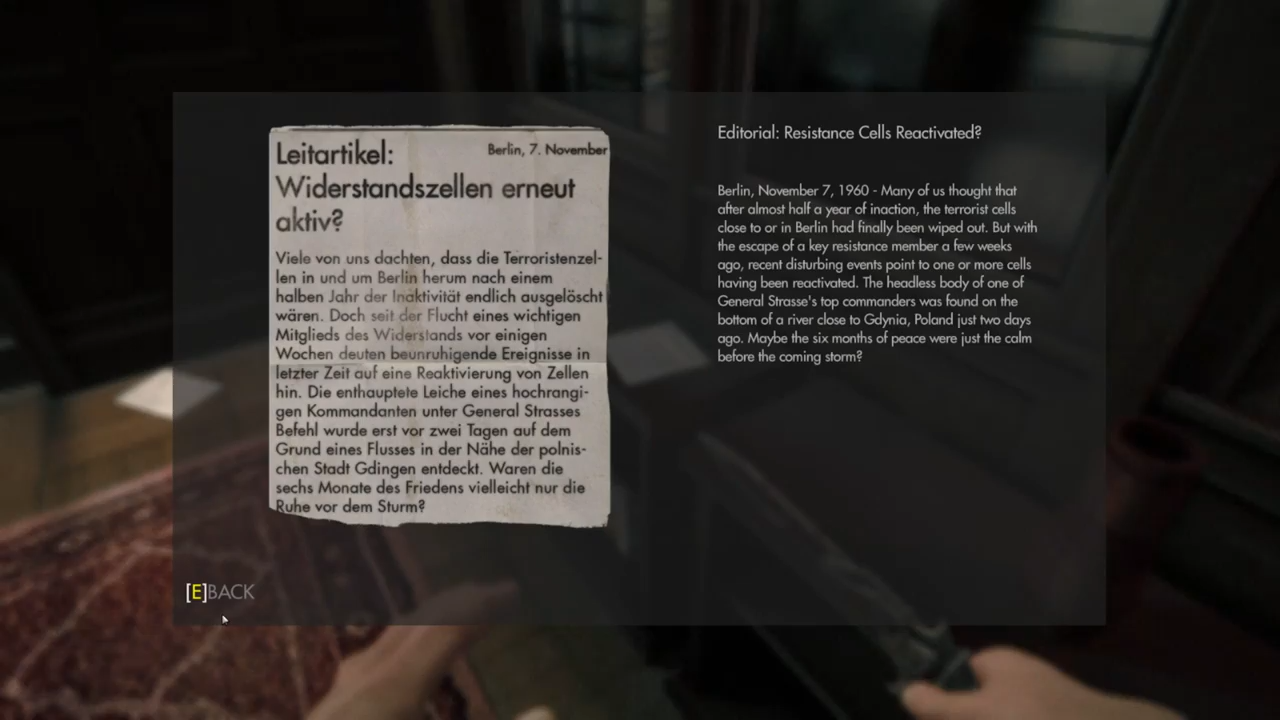 Leitartikel:
Berlin, 7. November
Widerstandszellen erneut
aktiv?
Viele von uns dachten, dass die Terroristenzel-
len in und um Berlin herum nach einem
halben Jahr der Inaktivität endlich ausgelöscht
wären. Doch seit der Flucht eines wichtigen
Mitglieds des Widerstands vor einigen
Wochen deuten beunruhigende Ereignisse in
letzter Zeit auf eine Reaktivierung von Zellen
hin. Die enthauptete Leiche eines hochrangi-
gen Kommandanten unter General Strasses
Befehl wurde erst vor zwei Tagen auf dem
Grund eines Flusses in der Nähe der polnis-
chen Stadt Gdingen entdeckt. Waren die
sechs Monate des Friedens vielleicht nur die
Ruhe vor dem Sturm?
Editorial: Resistance Cells Reactivated?
Berlin, November 7, 1960 - Many of us thought that
after almost half a year of inaction, the terrorist cells
close to or in Berlin had finally been wiped out. But with
the escape of a key resistance member a few weeks
ago, recent disturbing events point to one or more cells
having been reactivated. The headless body of one of
General Strasse's top commanders was found on the
bottom of a river close to Gdynia, Poland just two days
ago. Maybe the six months of peace were just the calm
before the coming storm?
[E]BACK